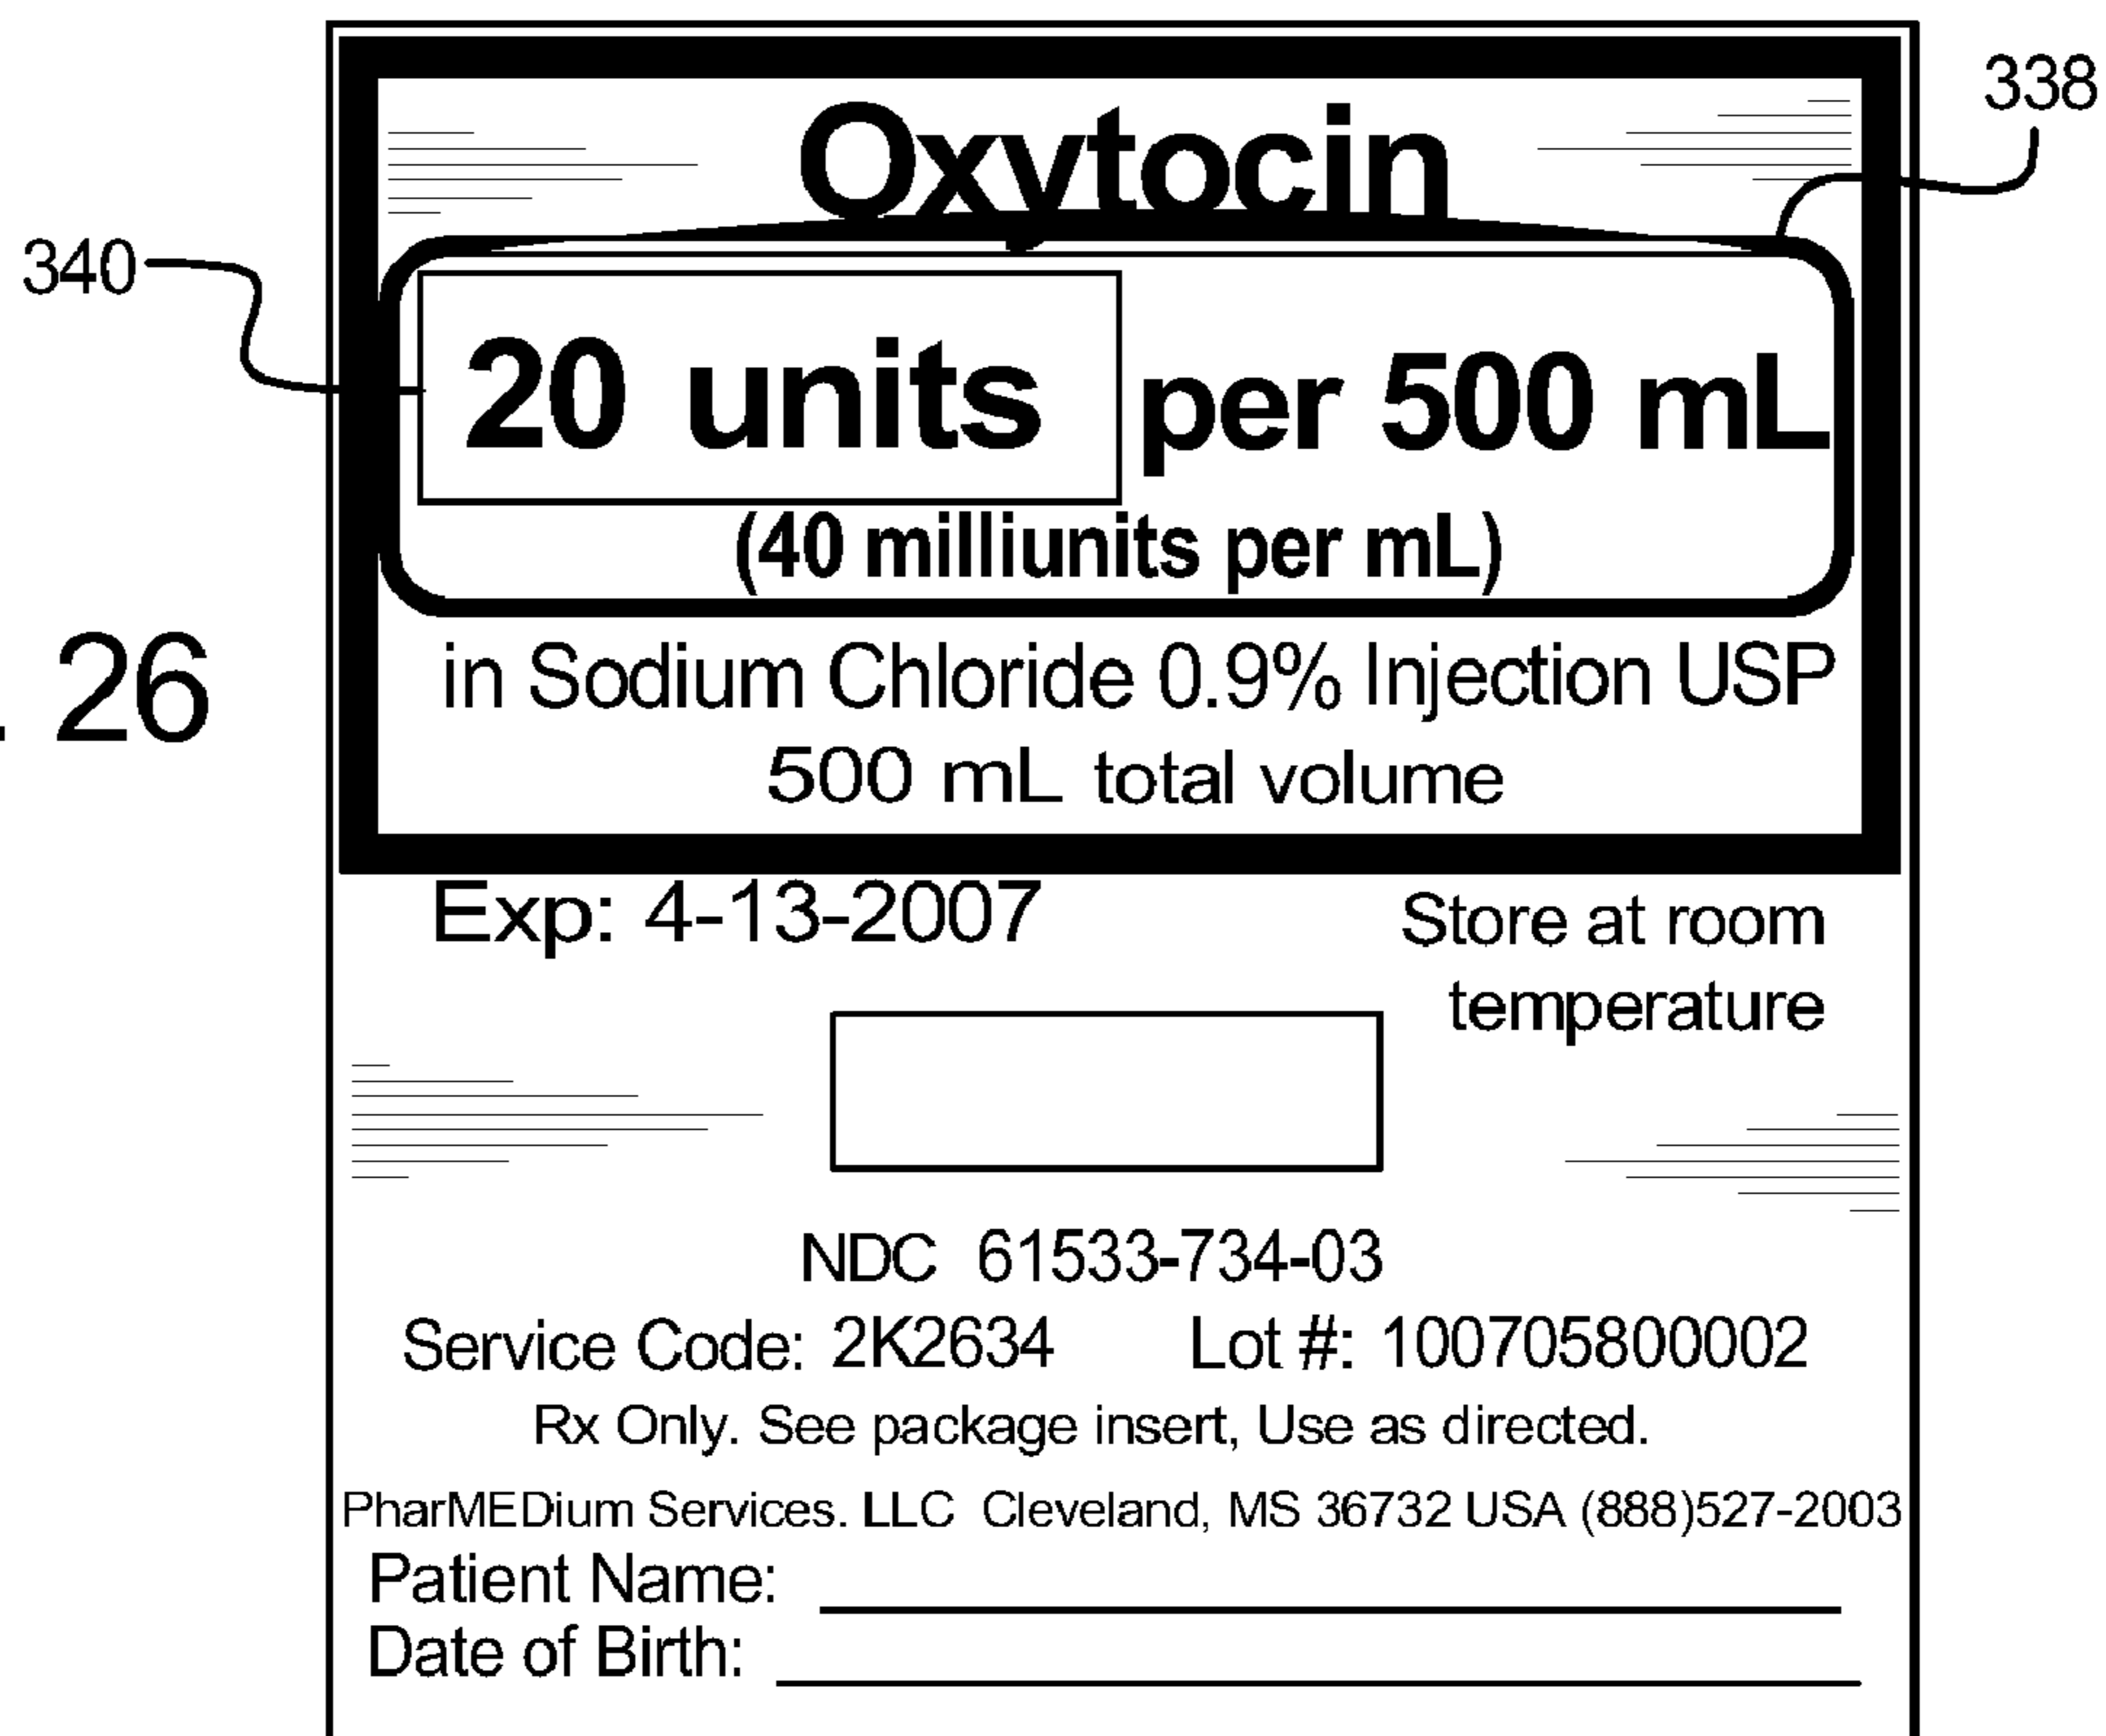 Oxytocin
338
340
20 units per 500 mL
(40 milliunits per mL)
in Sodium Chloride 0.9% Injection USP
500 mL total volume
. 26
Exp: 4-13-2007
Store at room
temperature
NDC 61533-734-03
Service Code: 2K2634 Lot #: 100705800002
Rx Only. See package insert, Use as directed.
PharMEDium Services. LLC Cleveland, MS 36732 USA (888)527-2003
Patient Name:
Date of Birth: